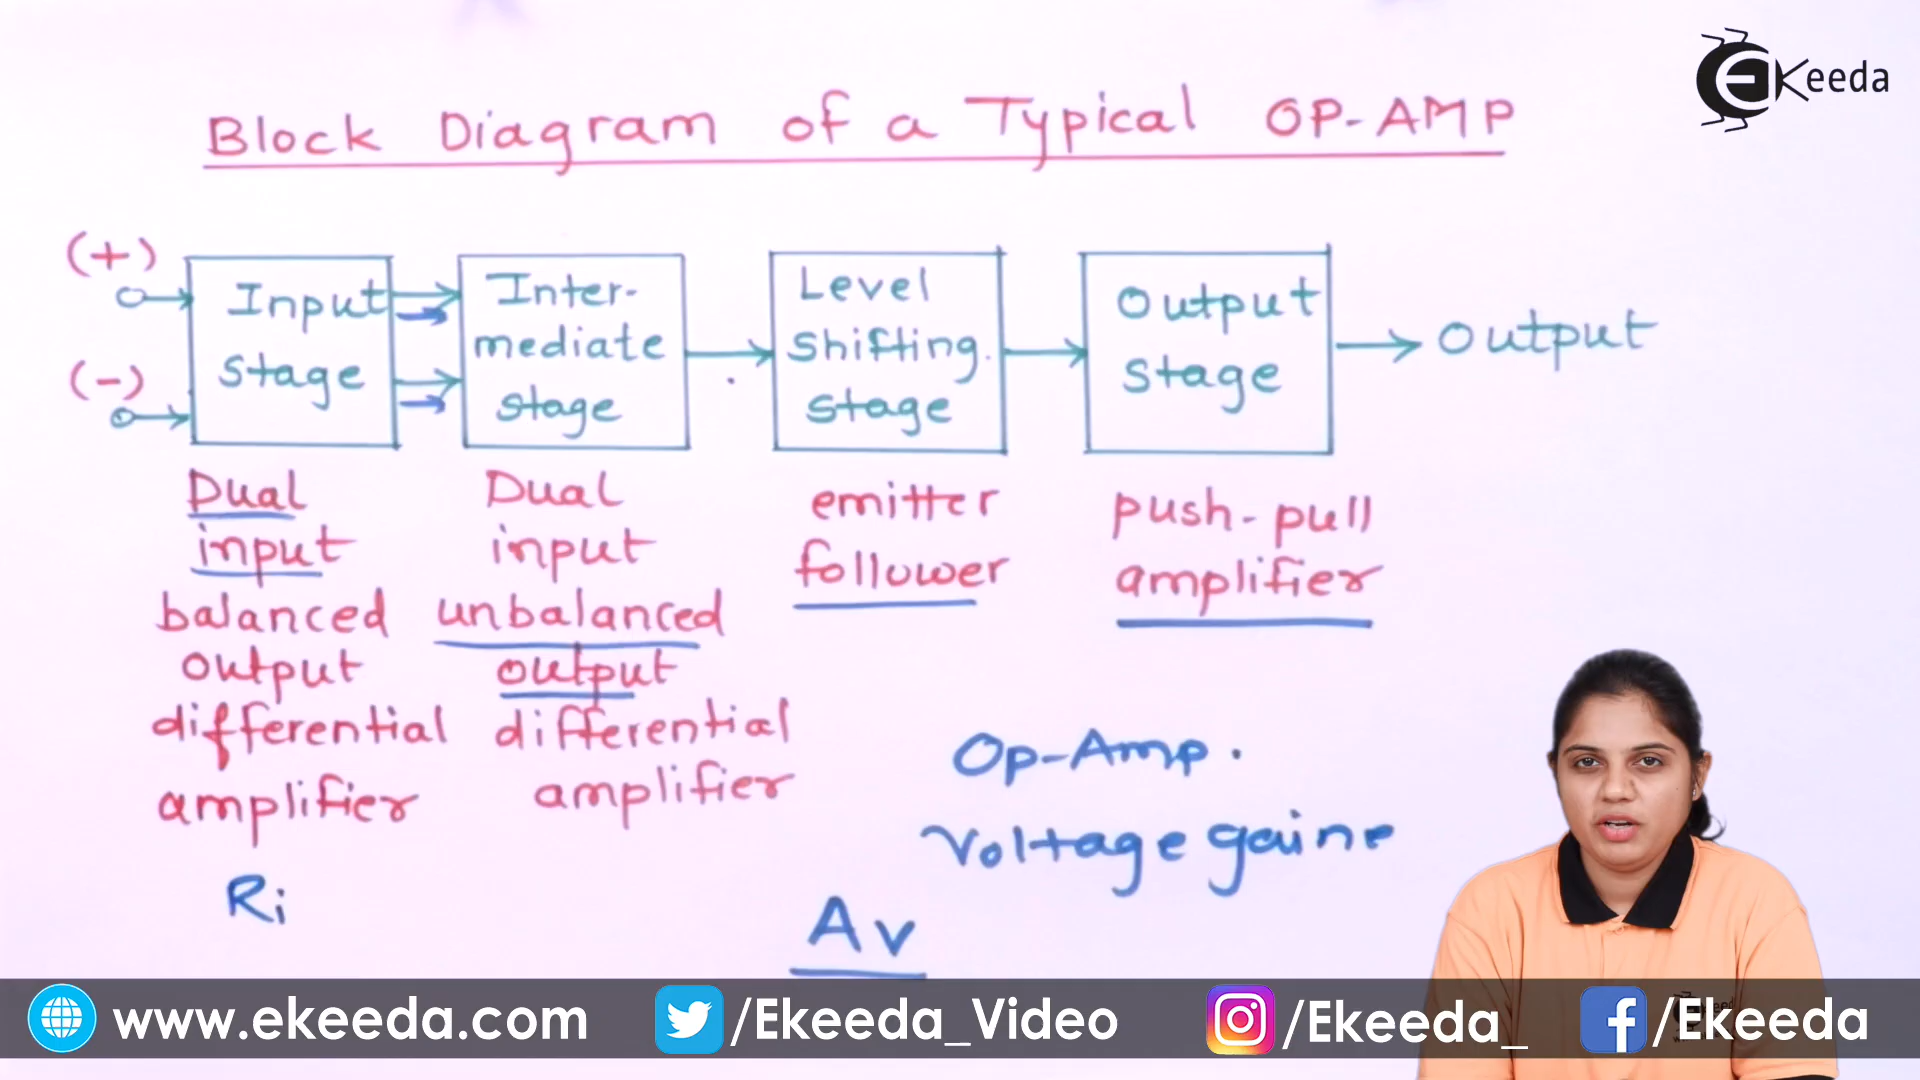 EKeeda
Block Diagram of a Typical OP-AMP
(+)
(-)
Input
stage
Inter-
mediate
stage
Level
Shifting
stage
Output
stage
Output
Dual
input
balanced
output
differential
amplifier
Dual
input
unbalanced
output
differential
amplifier
emitter
follower
push-pull
amplifier
Ri
Op-Amp.
Voltage gaine
Av
www.ekeeda.com
/Ekeeda_Video
/Ekeeda_
/Ekeeda